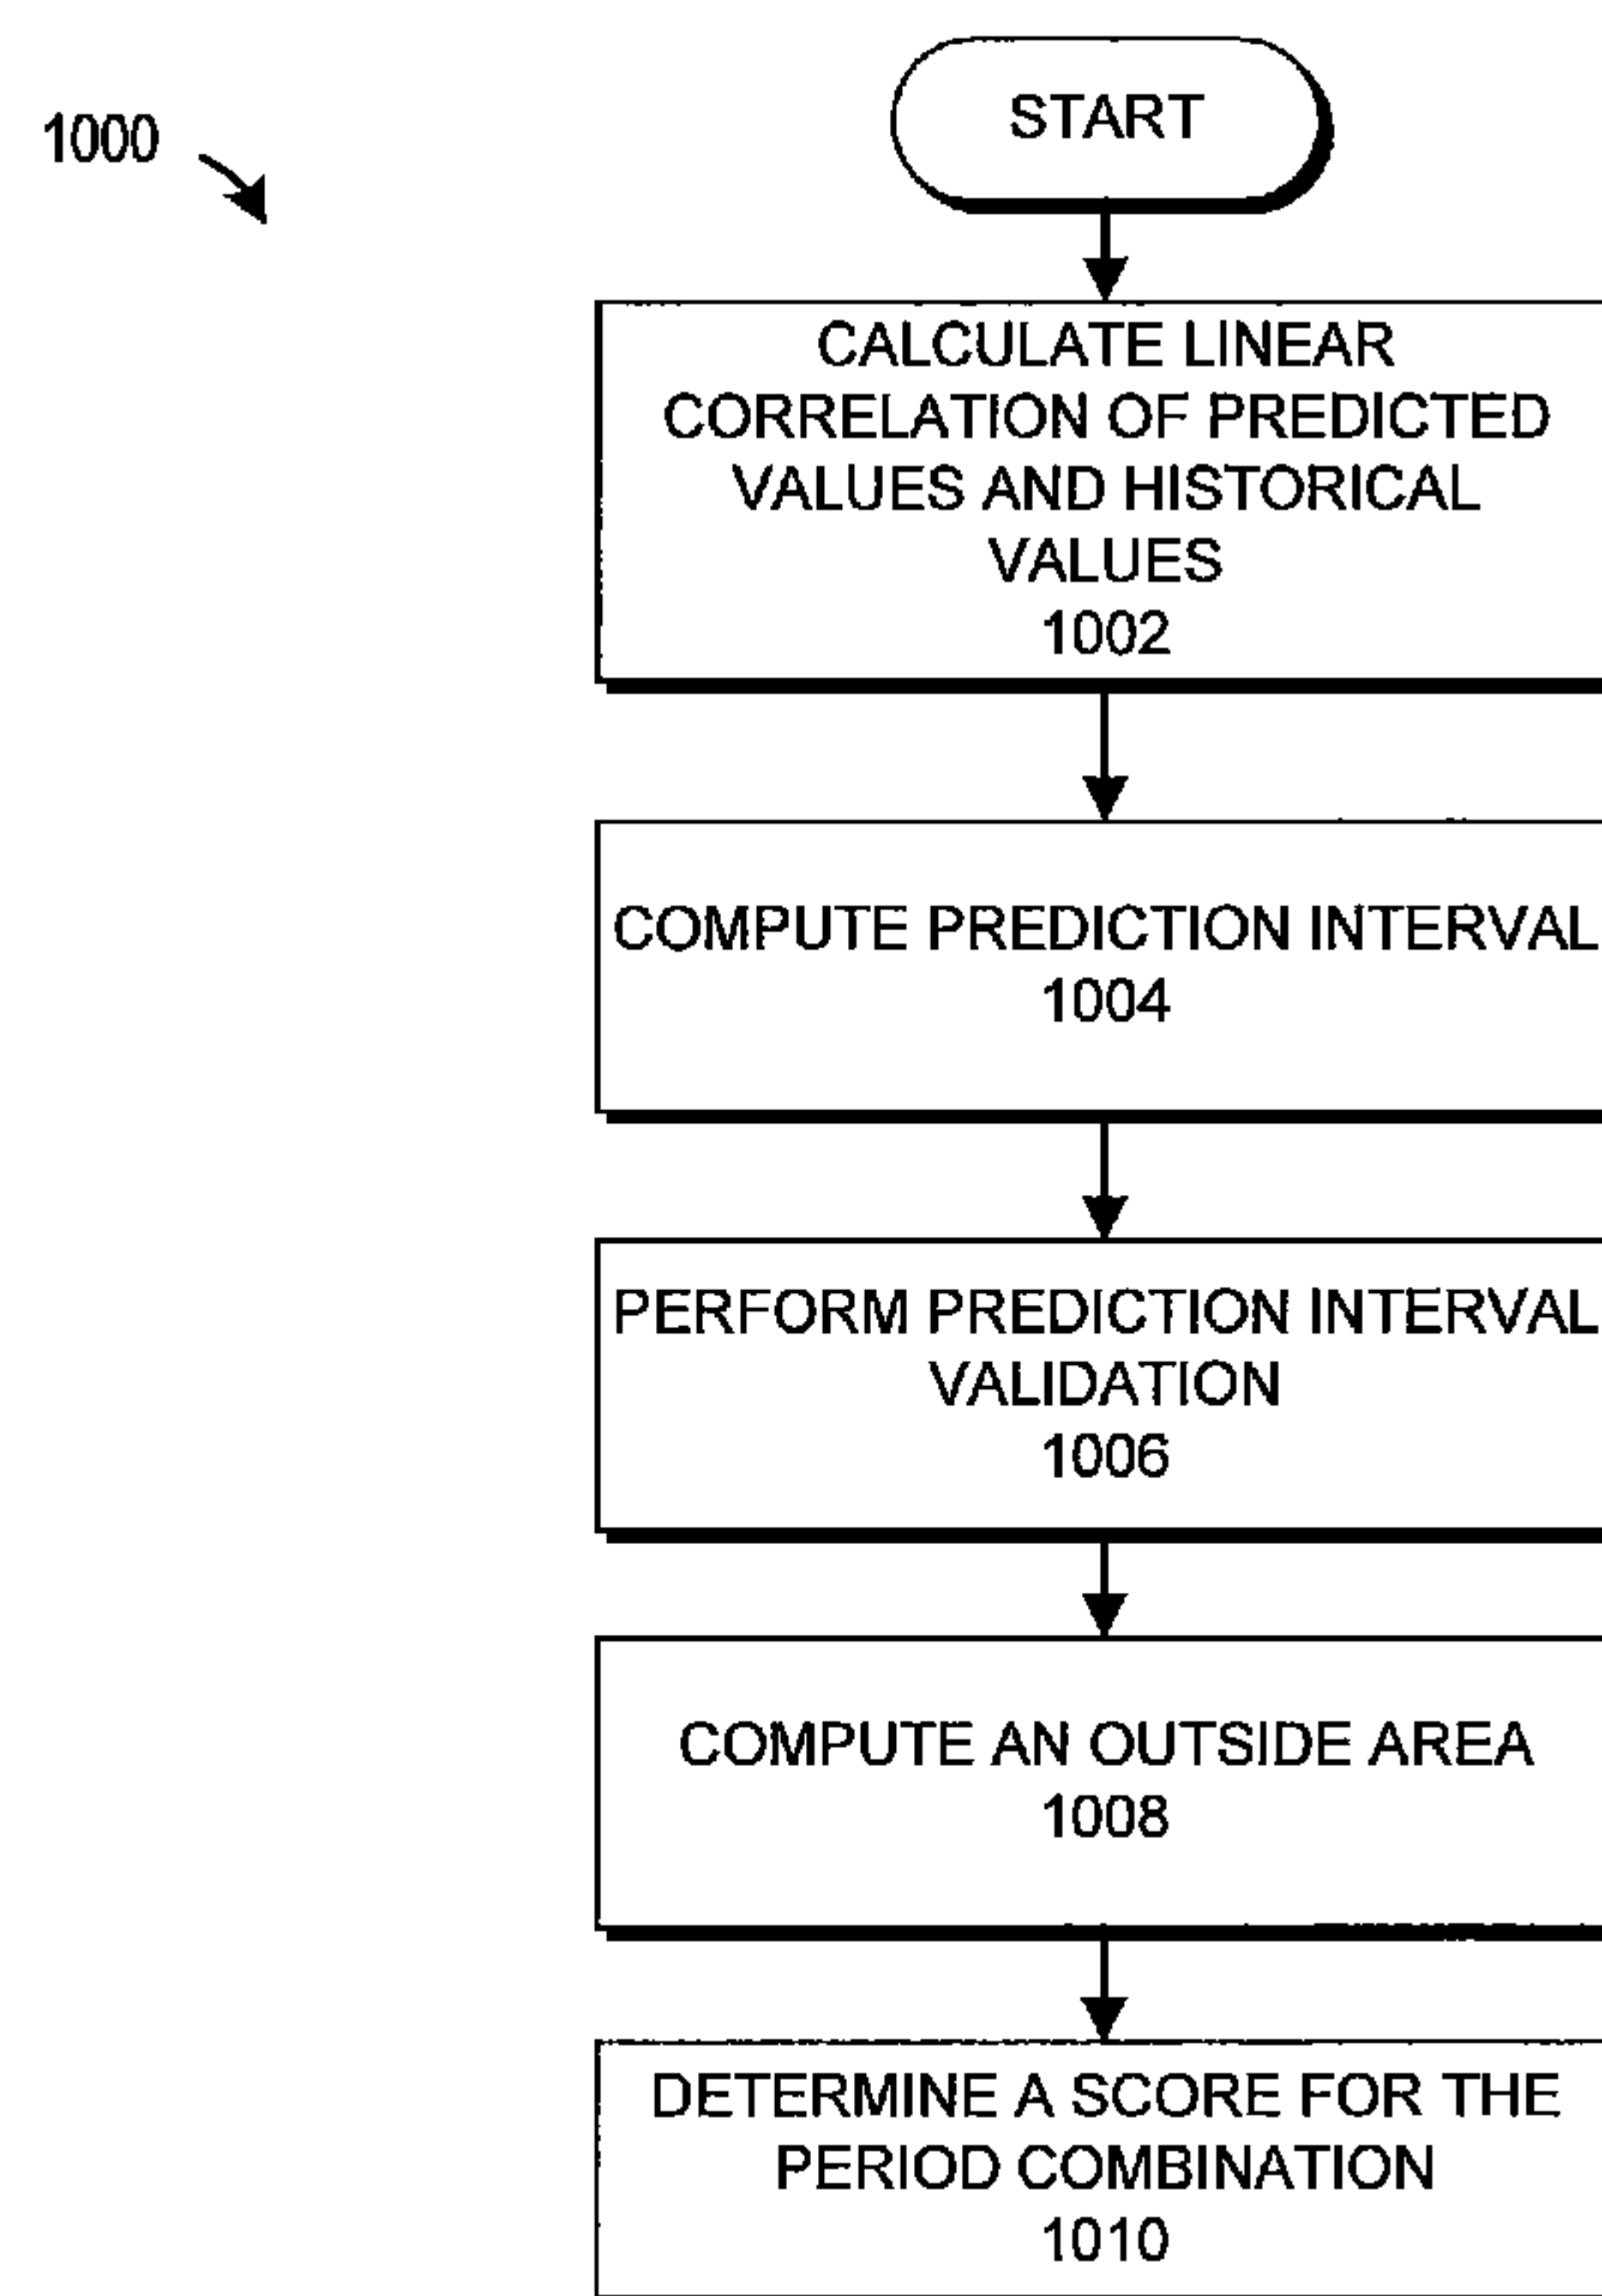 1000
START
CALCULATE LINEAR
CORRELATION OF PREDICTED
VALUES AND HISTORICAL
VALUES
1002
COMPUTE PREDICTION INTERVAL
1004
PERFORM PREDICTION INTERVAL
VALIDATION
1006
COMPUTE AN OUTSIDE AREA
1008
DETERMINE A SCORE FOR THE
PERIOD COMBINATION
1010